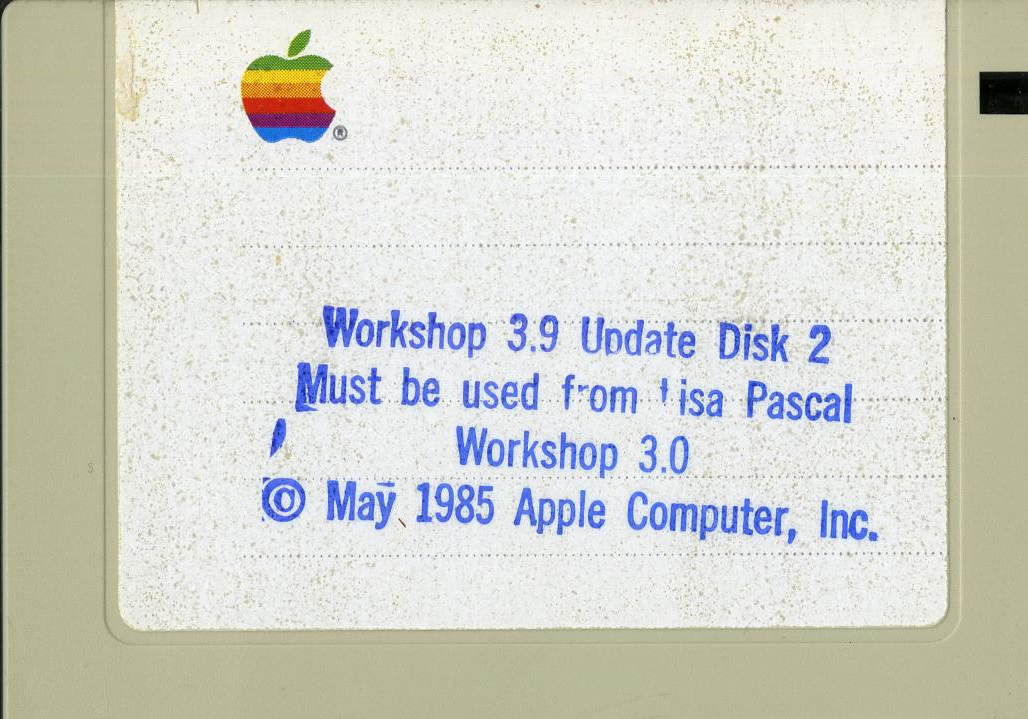 ®
Workshop 3.9 Update Disk 2
Must be used from Lisa Pascal
Workshop 3.0
© May 1985 Apple Computer, Inc.